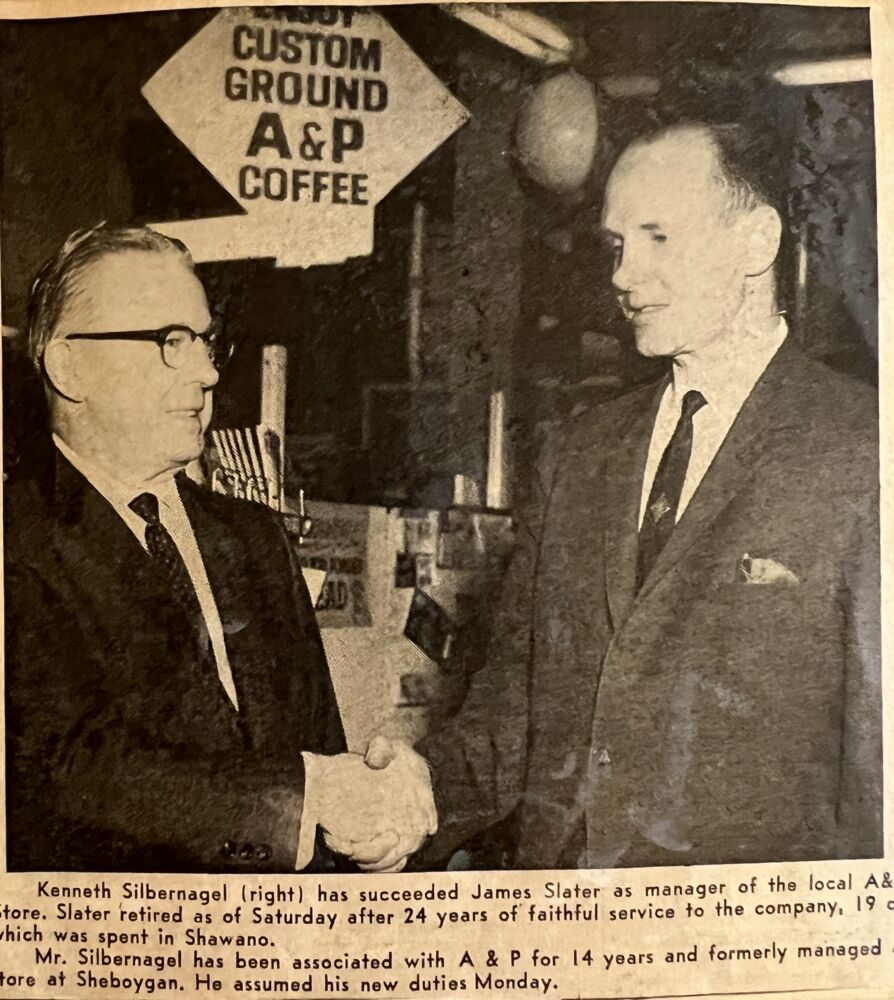 ENJOY
CUSTOM
GROUND
A&P
COFFEE
Kenneth Silbernagel (right) has succeeded James Slater as manager of the local A&
Store. Slater retired as of Saturday after 24 years of faithful service to the company, 19 o
which was spent in Shawano.
Mr. Silbernagel has been associated with A & P for 14 years and formerly managed
tore at Sheboygan. He assumed his new duties Monday.